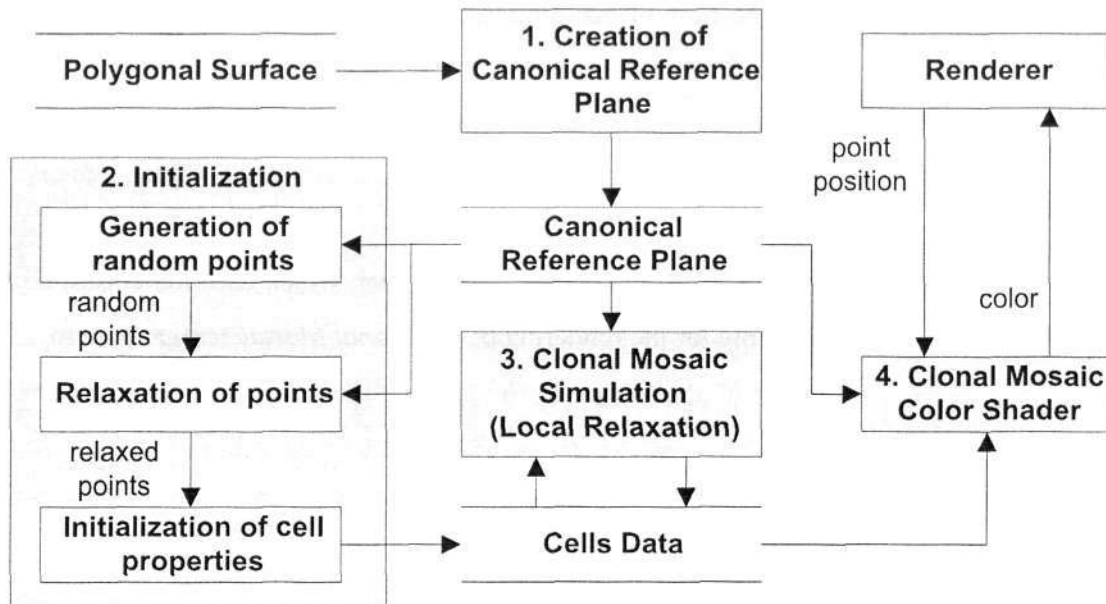 Polygonal Surface
1. Creation of
Canonical Reference
Plane
Renderer
point
position
2. Initialization
Generation of
random points
Canonical
Reference Plane
random
points
color
Relaxation of points
3. Clonal Mosaic
Simulation
(Local Relaxation)
4. Clonal Mosaic
Color Shader
relaxed
points
Initialization of cell
properties
Cells Data